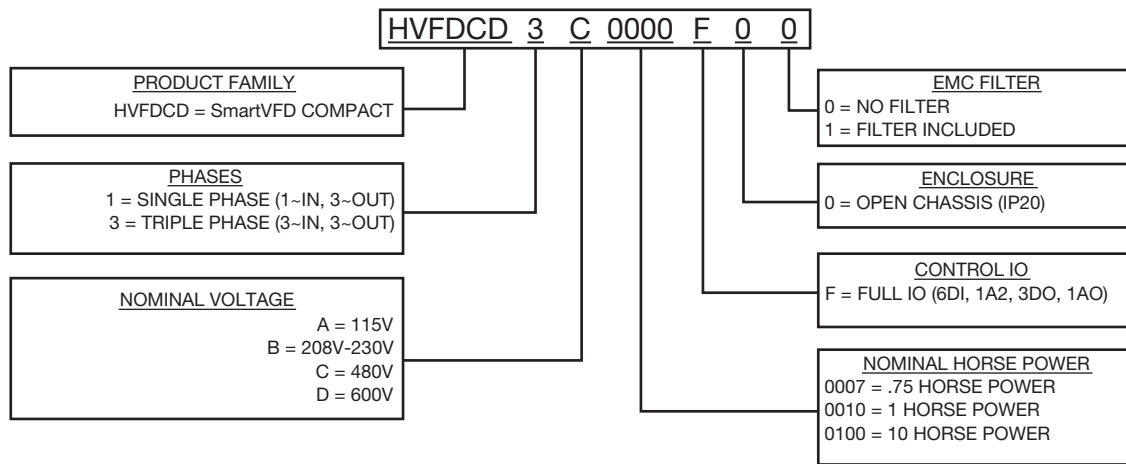 HVFDCD 3 C 0000 F 0 0
PRODUCT FAMILY
HVFDCD = SmartVFD COMPACT
PHASES
1 = SINGLE PHASE (1~IN, 3~OUT)
3 = TRIPLE PHASE (3~IN, 3~OUT)
NOMINAL VOLTAGE
A = 115V
B = 208V-230V
C = 480V
D = 600V
EMC FILTER
0 = NO FILTER
1 = FILTER INCLUDED
ENCLOSURE
0 = OPEN CHASSIS (IP20)
CONTROL IO
F = FULL IO (6DI, 1A2, 3DO, 1AO)
NOMINAL HORSE POWER
0007 = .75 HORSE POWER
0010 = 1 HORSE POWER
0100 = 10 HORSE POWER